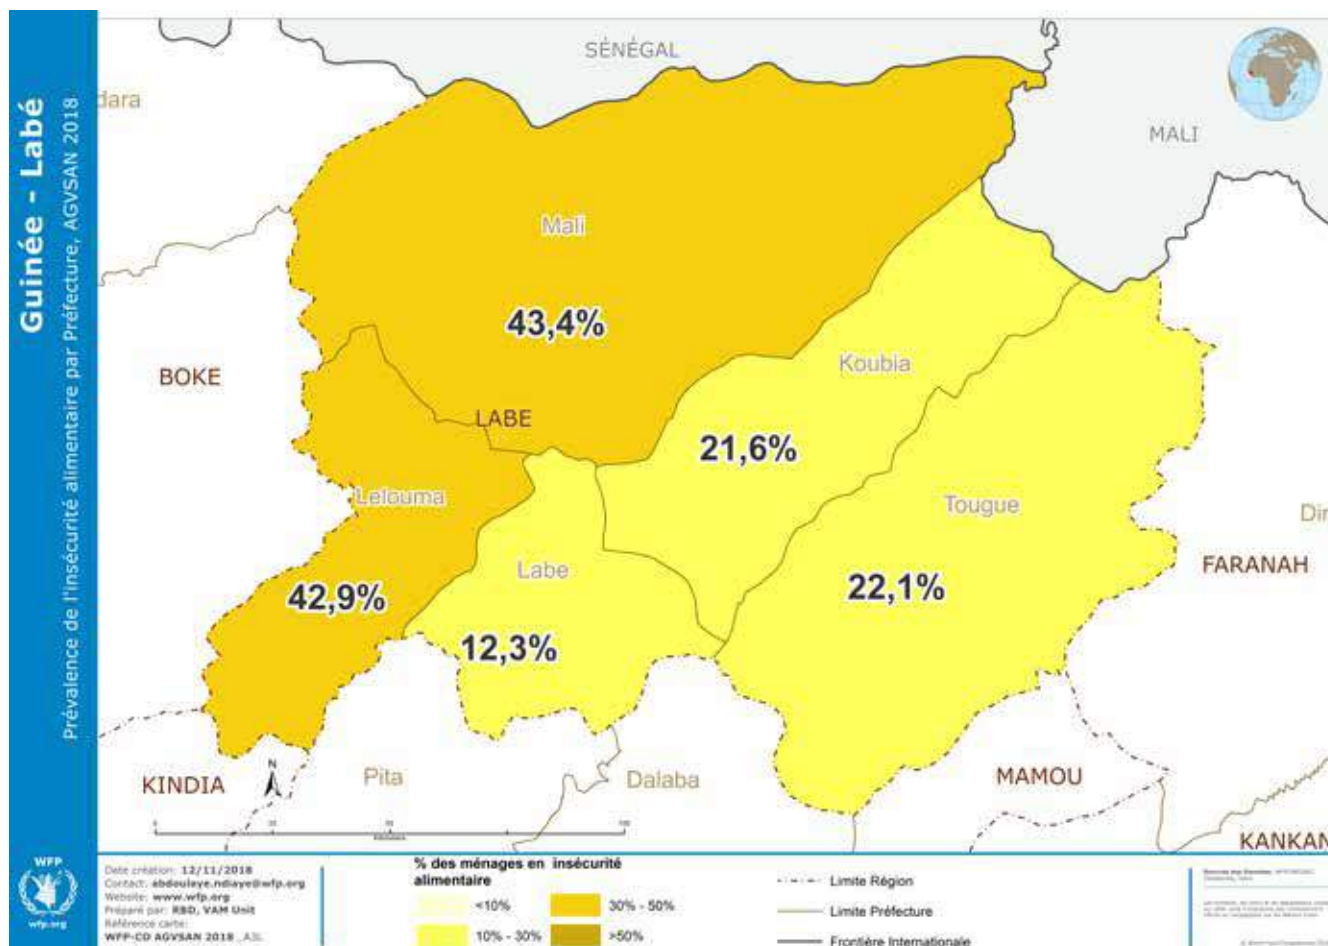 Guinée - Labé
Prévalence de l'insécurité alimentaire par Préfecture, AGVSAN 2018
SÉNÉGAL
dara
MALI
Mali
43,4%
Koubia
BOKE
LABE
21,6%
Lelouma
Tougue
Dir
Labe
FARANAH
42,9%
22,1%
12,3%
N
KINDIA
Pita
Dalaba
MAMOU
KANKAN
0
100
WFP
wfp.org
Date création: 12/11/2018
Contact: abdoulaye.ndiaye@wfp.org
Website: www.wfp.org
Préparé par: RBD, VAM Unit
Référence carte:
WFP-CO AGVSAN 2018_A3L
% des ménages en insécurité
alimentaire
<10%
10% - 30%
30% - 50%
>50%
Limite Région
Limite Préfecture
Frontière Internationale